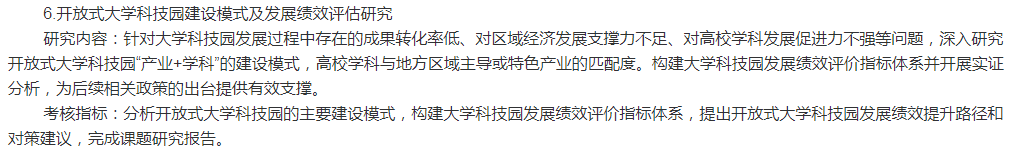 6.开放式大学科技园建设模式及发展绩效评估研究
研究内容：针对大学科技园发展过程中存在的成果转化率低、对区域经济发展支撑力不足、对高校学科发展促进力不强等问题，深入研究
开放式大学科技园“产业+学科”的建设模式，高校学科与地方区域主导或特色产业的匹配度。构建大学科技园发展绩效评价指标体系并开展实证
分析，为后续相关政策的出台提供有效支撑。
考核指标：分析开放式大学科技园的主要建设模式，构建大学科技园发展绩效评价指标体系，提出开放式大学科技园发展绩效提升路径和
对策建议，完成课题研究报告。